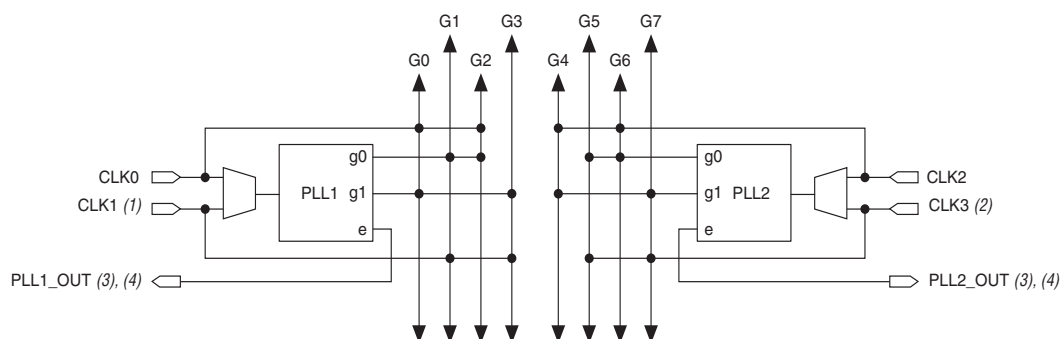 G1 G3 G5 G7
G0 G2 G4 G6
g0 g0
CLK0 PLL1 g1 g1 PLL2 CLK2
CLK1 (1) CLK3 (2)
e e
PLL1_OUT (3), (4) PLL2_OUT (3), (4)